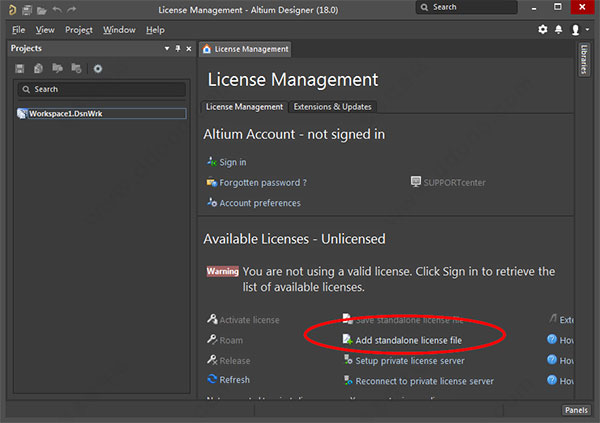 License Management - Altium Designer (18.0)
Search
File View Project Window Help
Projects
License Management
Libraries
Search
License Management
Workspace1.DsnWrk
License Management Extensions & Updates
Altium Account - not signed in
Sign in
Forgotten password ? SUPPORTcenter
Account preferences
Available Licenses - Unlicensed
Warning You are not using a valid license. Click Sign in to retrieve the
list of available licenses.
Activate license Save standalone license file Exte
Roam Add standalone license file How
Release Setup private license server How
Refresh Reconnect to private license server How
Panels